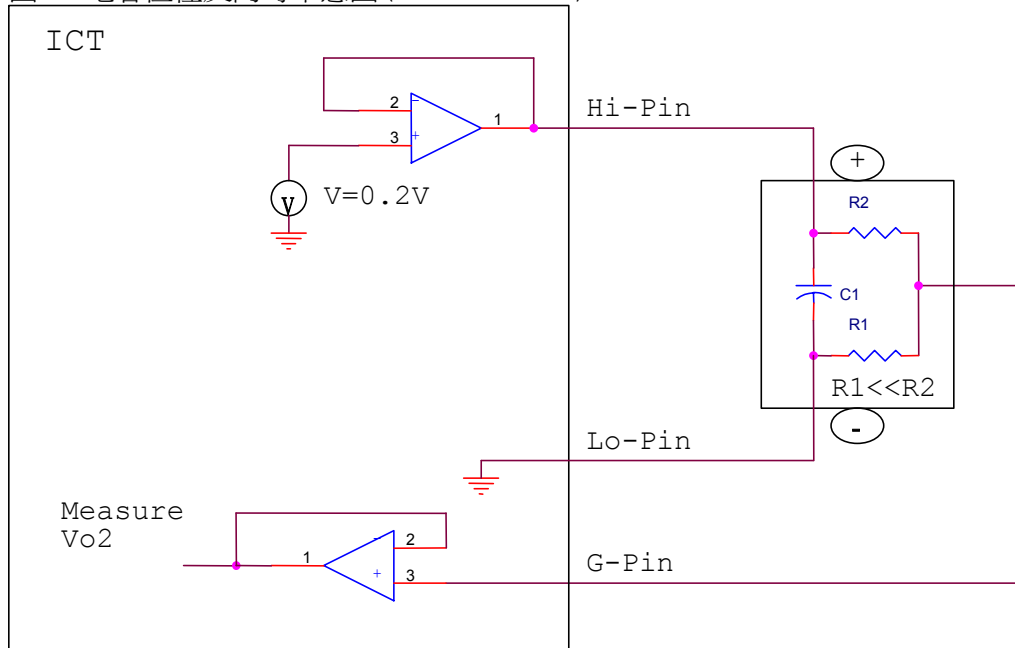 ICT
2
3
1
Hi-Pin
V
V=0.2V
+
R2
C1
R1
R1<<R2
-
Lo-Pin
Measure
Vo2
1
2
3
G-Pin